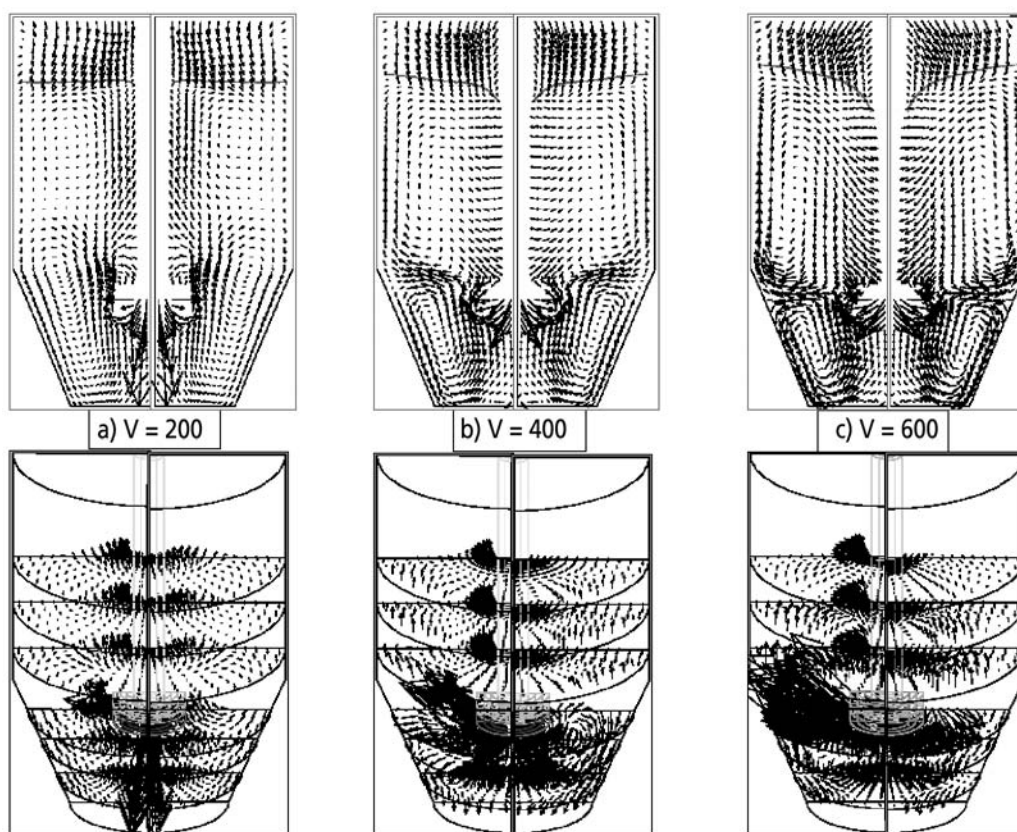 a) V = 200
b) V = 400
c) V = 600